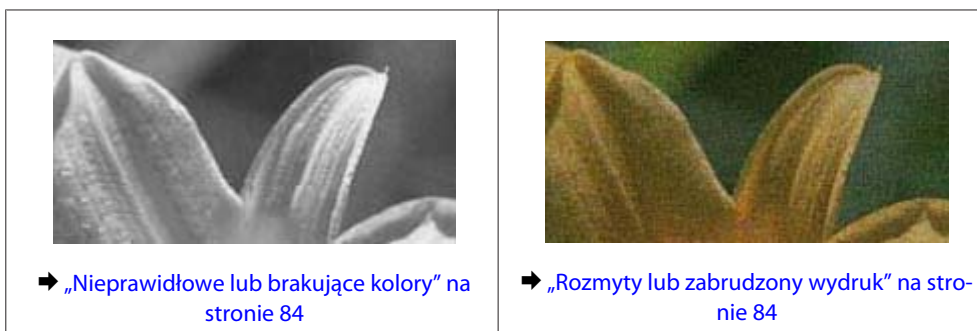 ➡ „Nieprawidłowe lub brakujące kolory” na
stronie 84
➡ „Rozmyty lub zabrudzony wydruk” na stro-
nie 84